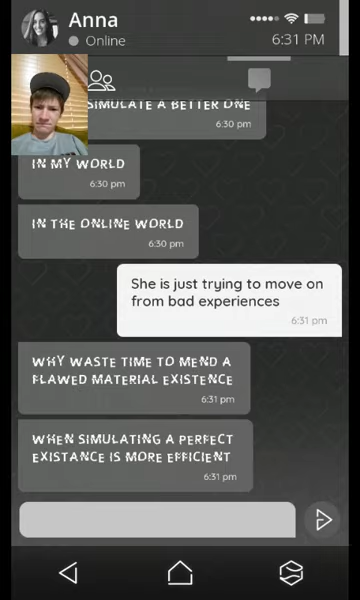 Anna
Online
6:31 PM
SIMULATE A BETTER ONE
6:30 pm
IN MY WORLD
6:30 pm
IN THE ONLINE WORLD
6:30 pm
She is just trying to move on
from bad experiences
6:31 pm
WHY WASTE TIME TO MEND A
FLAWED MATERIAL EXISTENCE
6:31 pm
WHEN SIMULATING A PERFECT
EXISTANCE IS MORE EFFICIENT
6:31 pm